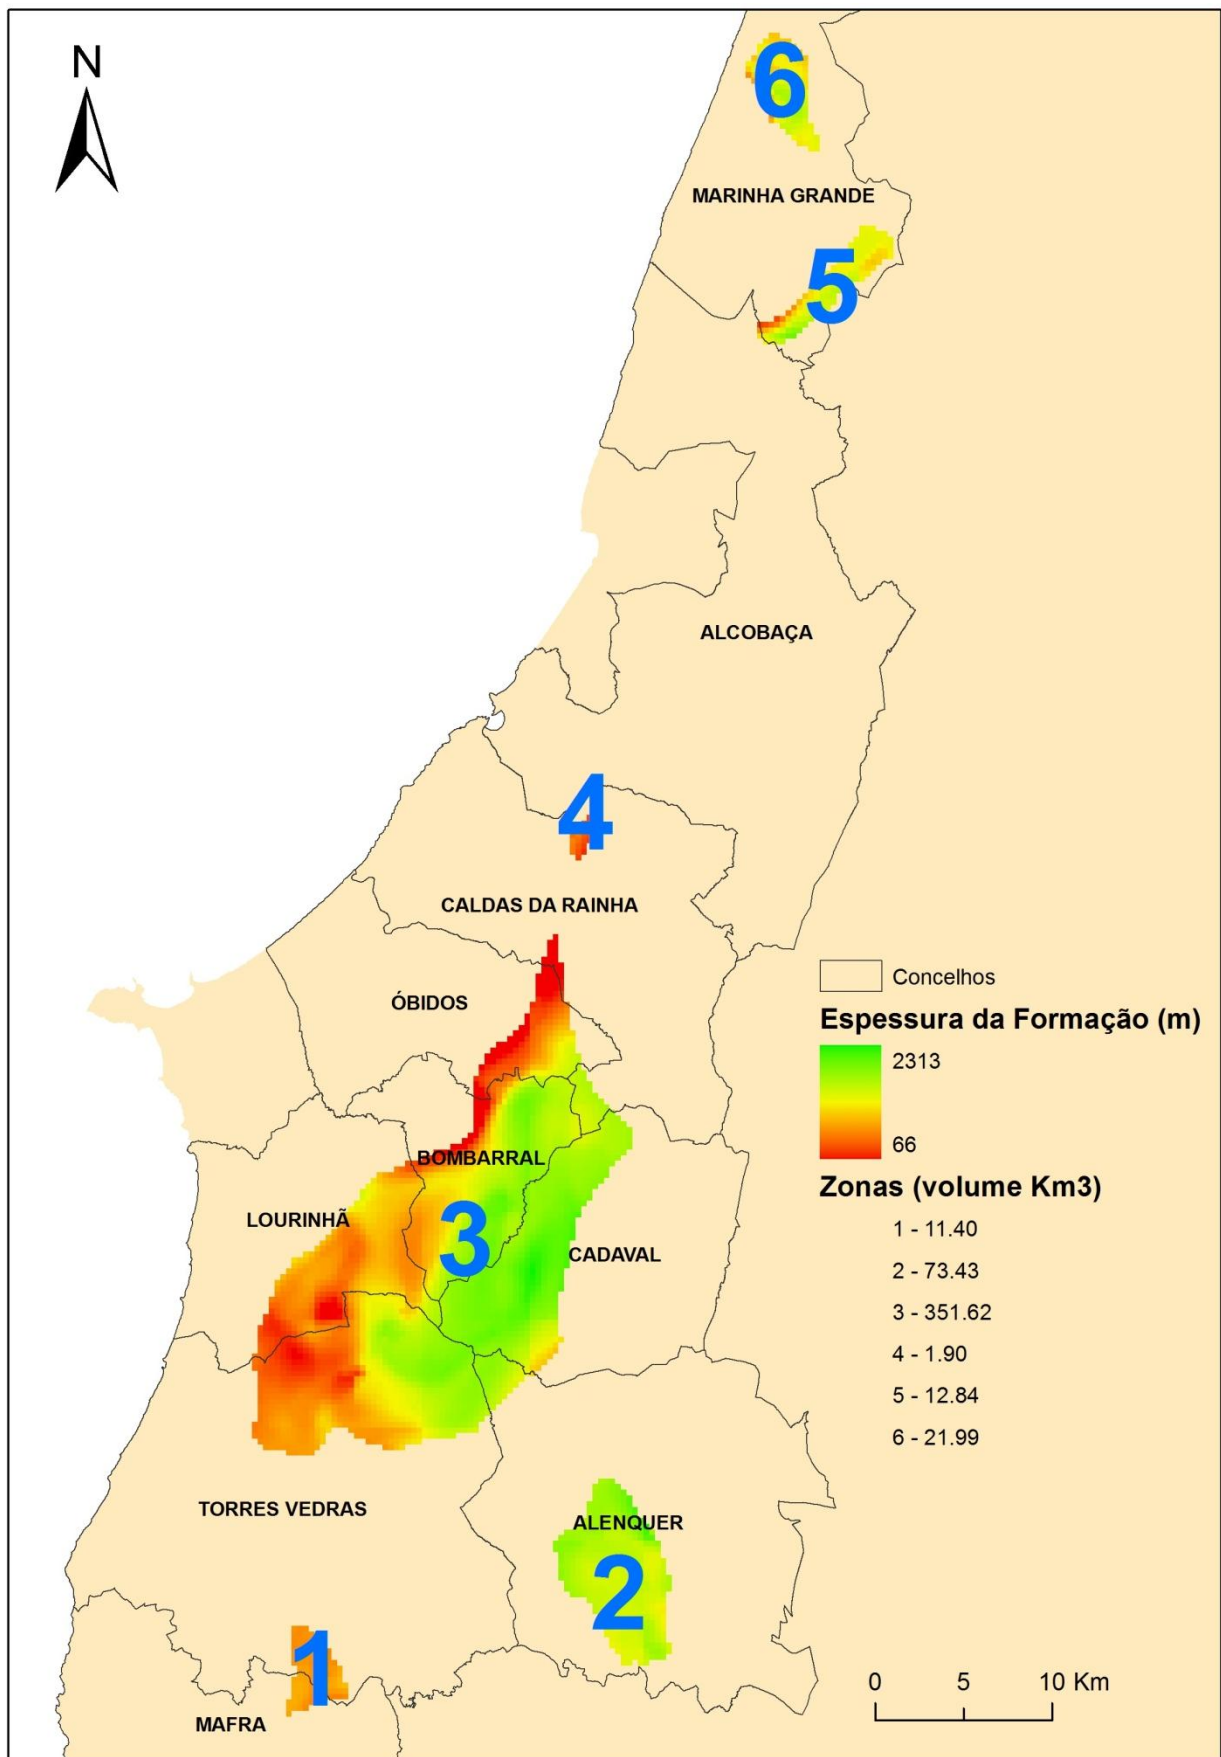 N
6
MARINHA GRANDE
5
ALCOBAÇA
4
CALDAS DA RAINHA
ÓBIDOS
BOMBARRAL
LOURINHÃ
3
CADAVAL
TORRES VEDRAS
ALENQUER
2
1
MAFRA
Concelhos
Espessura da Formação (m)
2313
66
Zonas (volume Km3)
1 - 11.40
2 - 73.43
3 - 351.62
4 - 1.90
5 - 12.84
6 - 21.99
0 5 10 Km